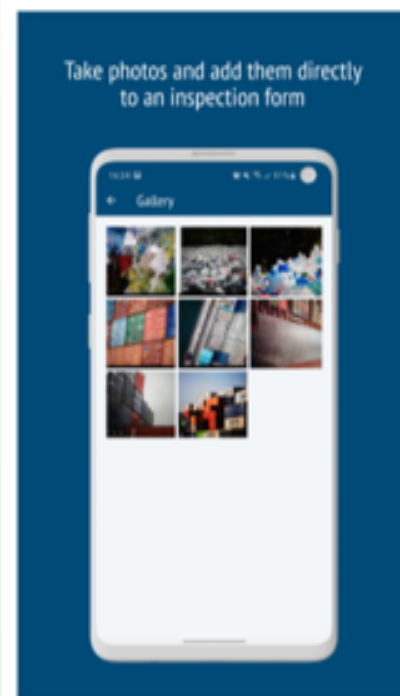 Take photos and add them directly
to an inspection form
Gallery